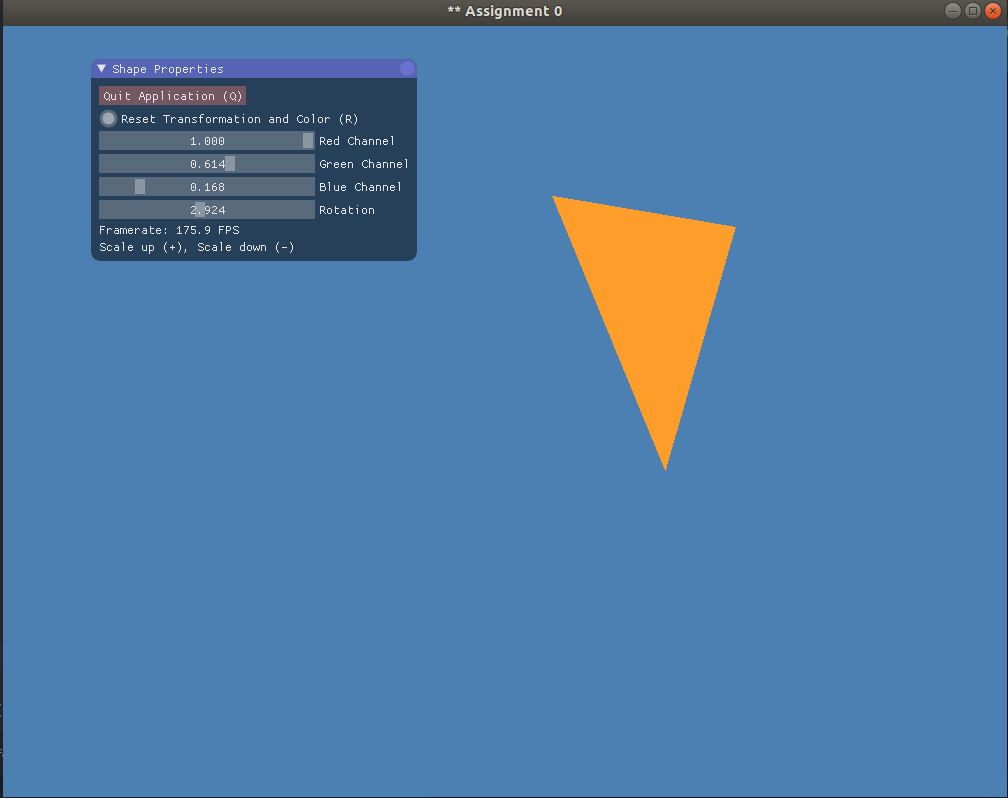 ** Assignment 0
Shape Properties
Quit Application (Q)
Reset Transformation and Color (R)
1.000 Red Channel
0.614 Green Channel
0.168 Blue Channel
2.924 Rotation
Framerate: 175.9 FPS
Scale up (+), Scale down (-)